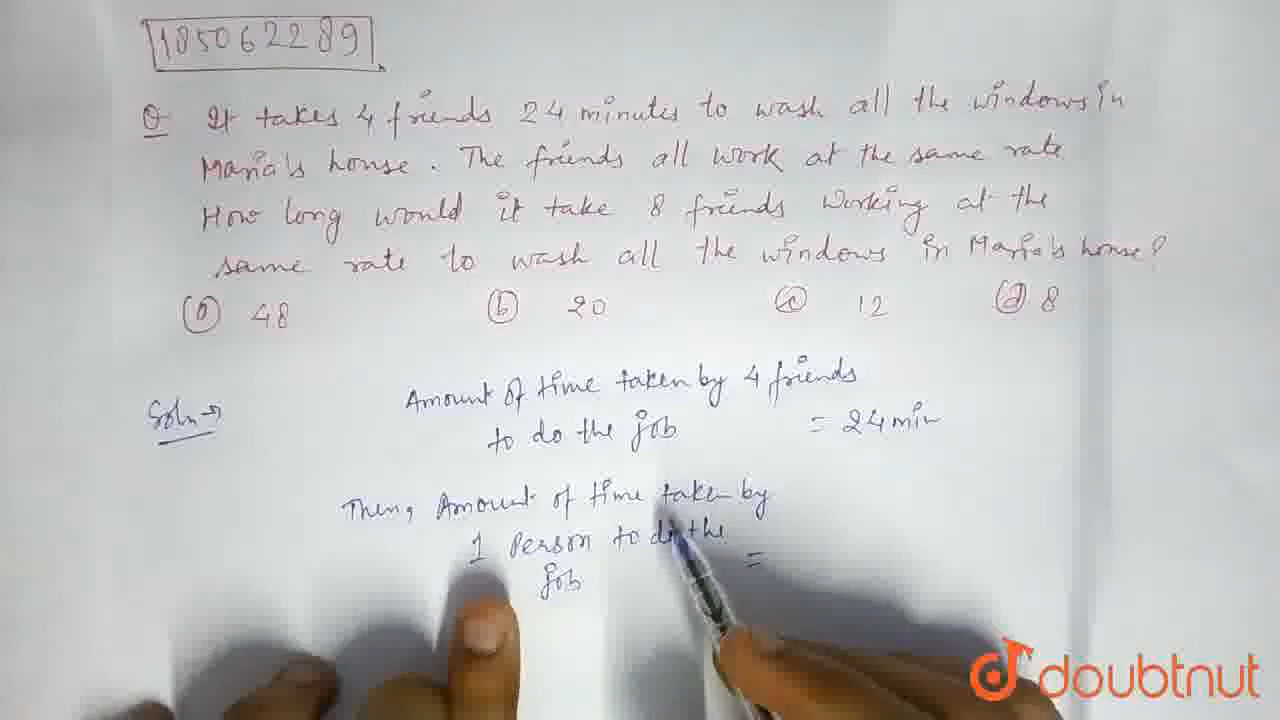 185062289
Q It takes 4 friends 24 minutes to wash all the windows in
Maria's house. The friends all work at the same rate
How long would it take 8 friends working at the
same rate to wash all the windows in Maria's house?
(a) 48 (b) 20 (c) 12 (d) 8
Soln→ Amount of time taken by 4 friends
to do the job = 24 min
Then, Amount of time taken by
1 Person to do the =
job
doubtnut